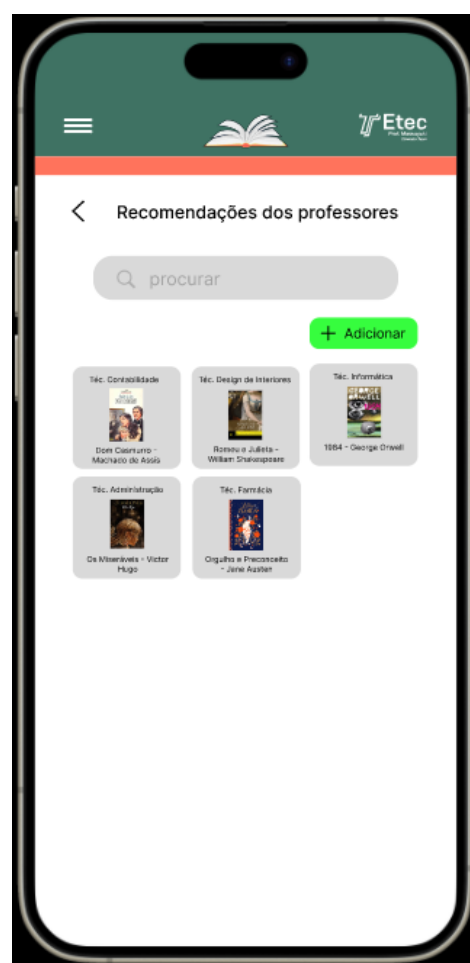 Etec
Recomendações dos professores
procurar
+ Adicionar
Téc. Contabilidade
Dom Casmurro -
Machado de Assis
Téc. Design de Interiores
Romeu e Julieta -
William Shakespeare
Téc. Informática
GEORGE
ORWELL
1984 - George Orwell
Téc. Administração
Os Miseráveis - Victor
Hugo
Téc. Farmácia
Orgulho e Preconceito
- Jane Austen